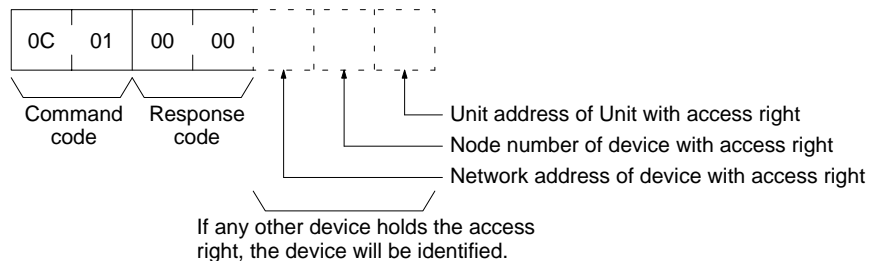 0C 01 00 00
Command
code
Response
code
Unit address of Unit with access right
Node number of device with access right
Network address of device with access right
If any other device holds the access
right, the device will be identified.